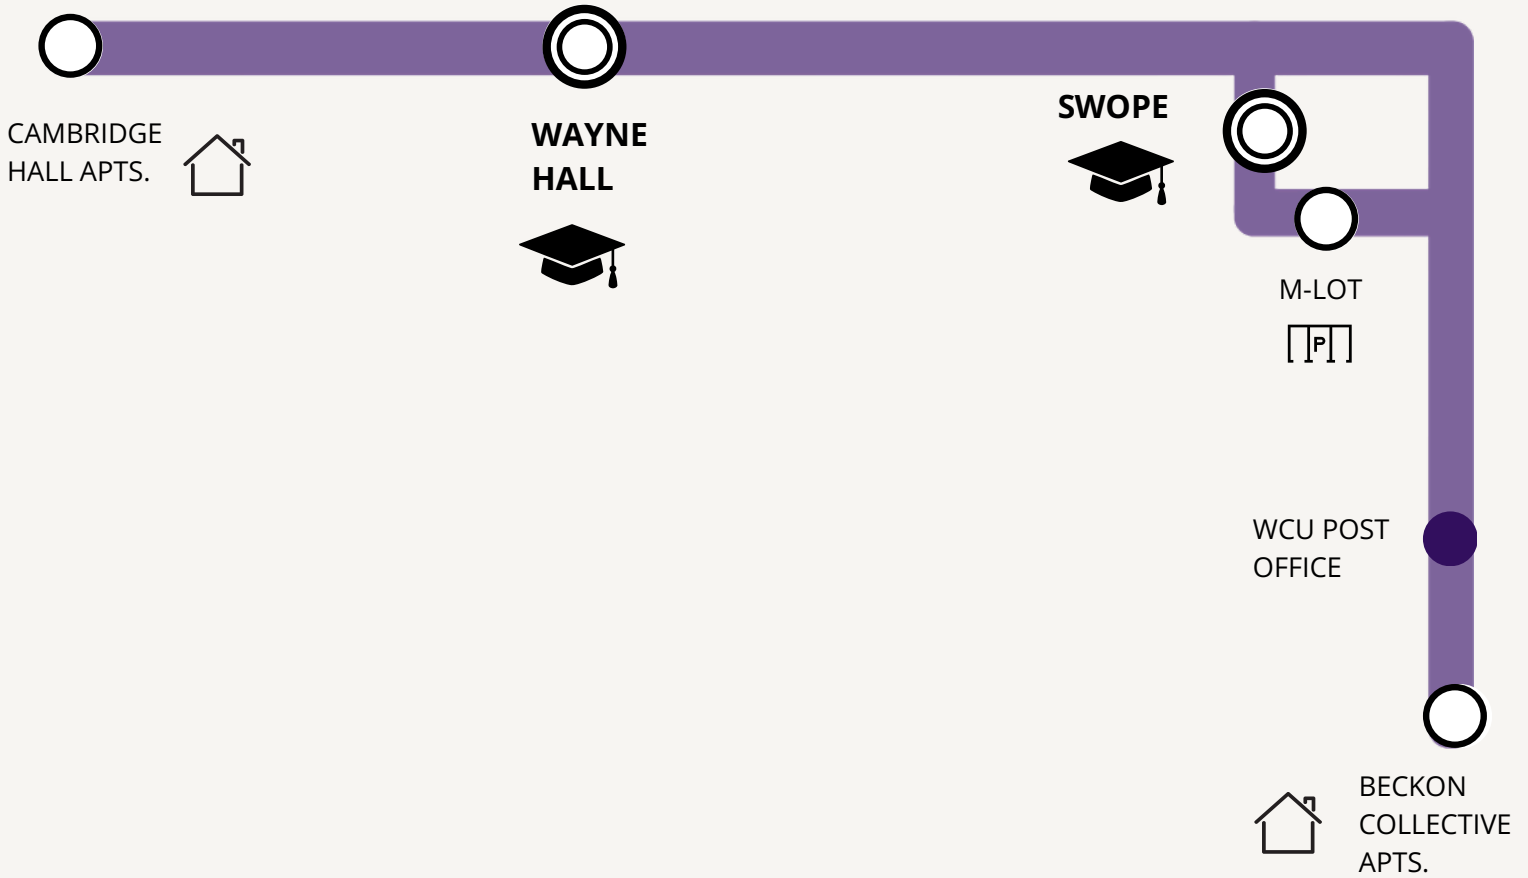 CAMBRIDGE
HALL APTS.
WAYNE
HALL
SWOPE
M-LOT
P
WCU POST
OFFICE
BECKON
COLLECTIVE
APTS.